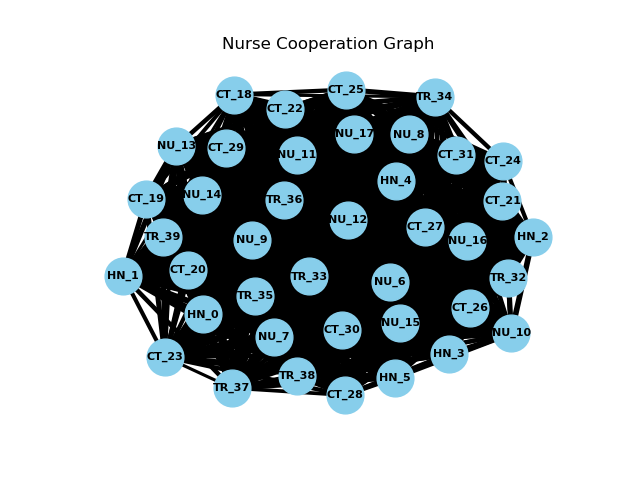 Nurse Cooperation Graph
CT_25
CT_18
TR_34
CT_22
NU_17
NU_8
NU_13
CT_29
NU_11
CT_31
CT_24
HN_4
NU_14
CT_19
TR_36
CT_21
NU_12
CT_27
TR_39
NU_9
NU_16
HN_2
CT_20
HN_1
TR_33
TR_32
NU_6
TR_35
CT_26
HN_0
NU_15
CT_30
NU_10
NU_7
HN_3
CT_23
TR_38
HN_5
TR_37
CT_28